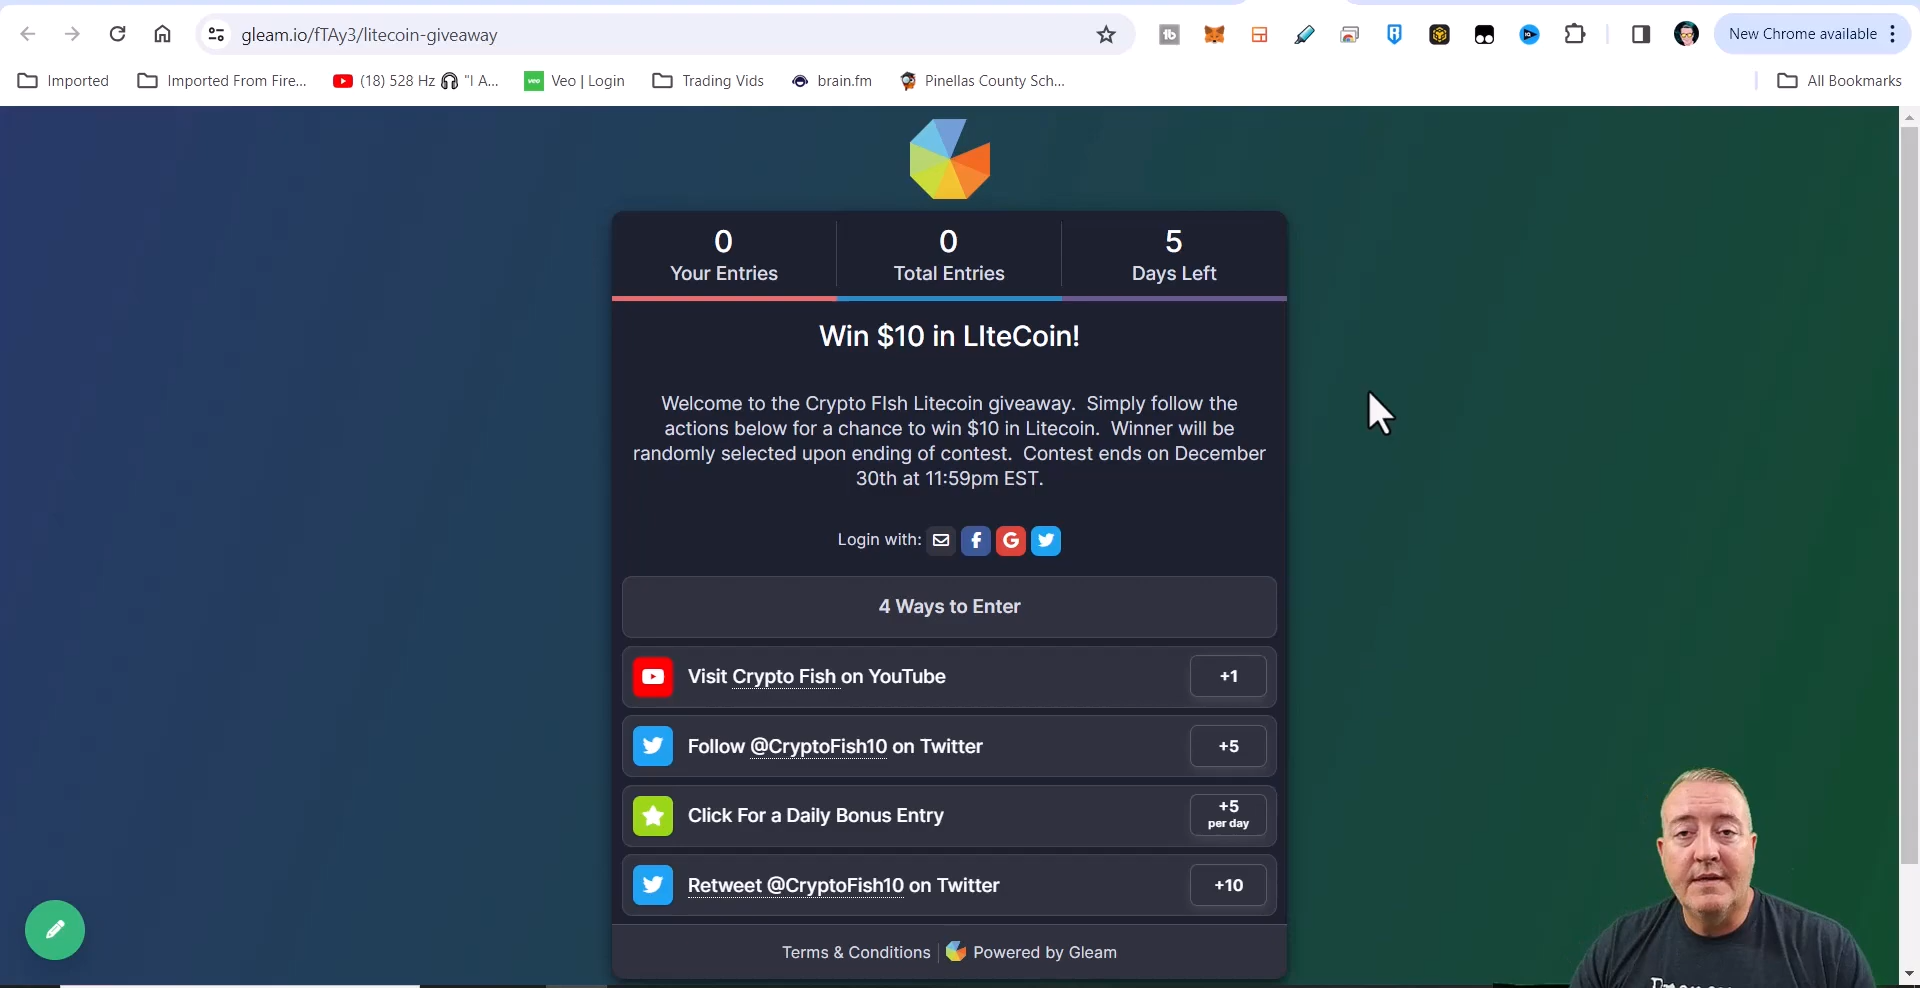 gleam.io/fTAy3/litecoin-giveaway
New Chrome available
Imported
Imported From Fire...
(18) 528 Hz 🎧 "I A...
Veo | Login
Trading Vids
brain.fm
Pinellas County Sch...
All Bookmarks
0
Your Entries
0
Total Entries
5
Days Left
Win $10 in LIteCoin!
Welcome to the Crypto FIsh Litecoin giveaway. Simply follow the
actions below for a chance to win $10 in Litecoin. Winner will be
randomly selected upon ending of contest. Contest ends on December
30th at 11:59pm EST.
Login with:
4 Ways to Enter
Visit Crypto Fish on YouTube
+1
Follow @CryptoFish10 on Twitter
+5
Click For a Daily Bonus Entry
+5
per day
Retweet @CryptoFish10 on Twitter
+10
Terms & Conditions
Powered by Gleam